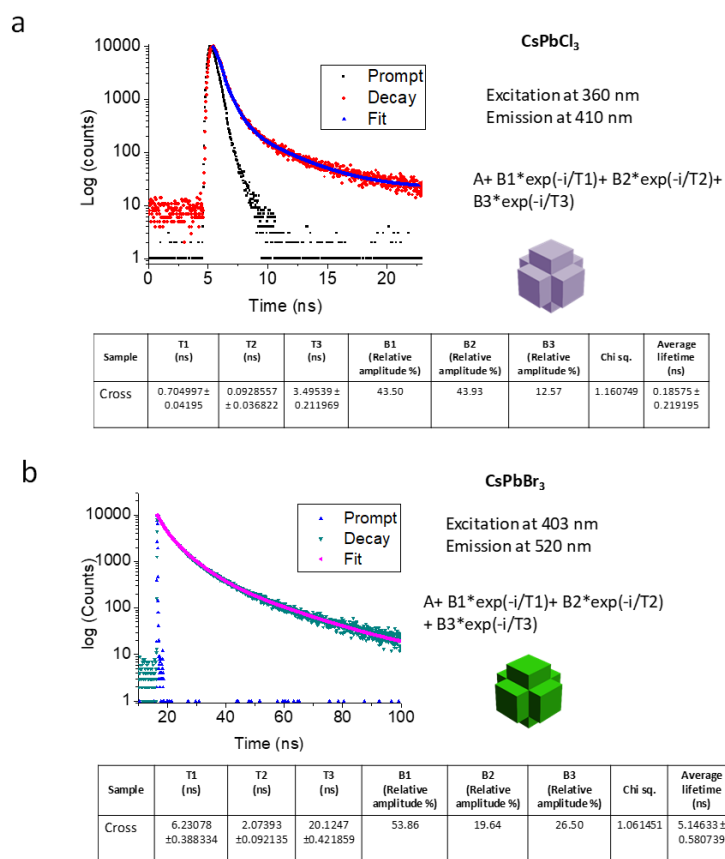 a
CsPbCl3
Excitation at 360 nm
Emission at 410 nm
A+ B1*exp(-i/T1)+ B2*exp(-i/T2)+
B3*exp(-i/T3)
Log (counts)
10000
1000
100
10
1
Prompt
Decay
Fit
0 5 10 15 20
Time (ns)
Sample T1 (ns) T2 (ns) T3 (ns) B1 (Relative amplitude %) B2 (Relative amplitude %) B3 (Relative amplitude %) Chi sq. Average lifetime (ns)
Cross 0.704997± 0.04195 0.0928557 ± 0.036822 3.49539± 0.211969 43.50 43.93 12.57 1.160749 0.18575 ± 0.219195
b
CsPbBr3
Excitation at 403 nm
Emission at 520 nm
A+ B1*exp(-i/T1)+ B2*exp(-i/T2)
+ B3*exp(-i/T3)
log (Counts)
10000
1000
100
10
1
Prompt
Decay
Fit
20 40 60 80 100
Time (ns)
Sample T1 (ns) T2 (ns) T3 (ns) B1 (Relative amplitude %) B2 (Relative amplitude %) B3 (Relative amplitude %) Chi sq. Average lifetime (ns)
Cross 6.23078 ±0.388334 2.07393 ±0.092135 20.1247 ±0.421859 53.86 19.64 26.50 1.061451 5.14633 ± 0.580739